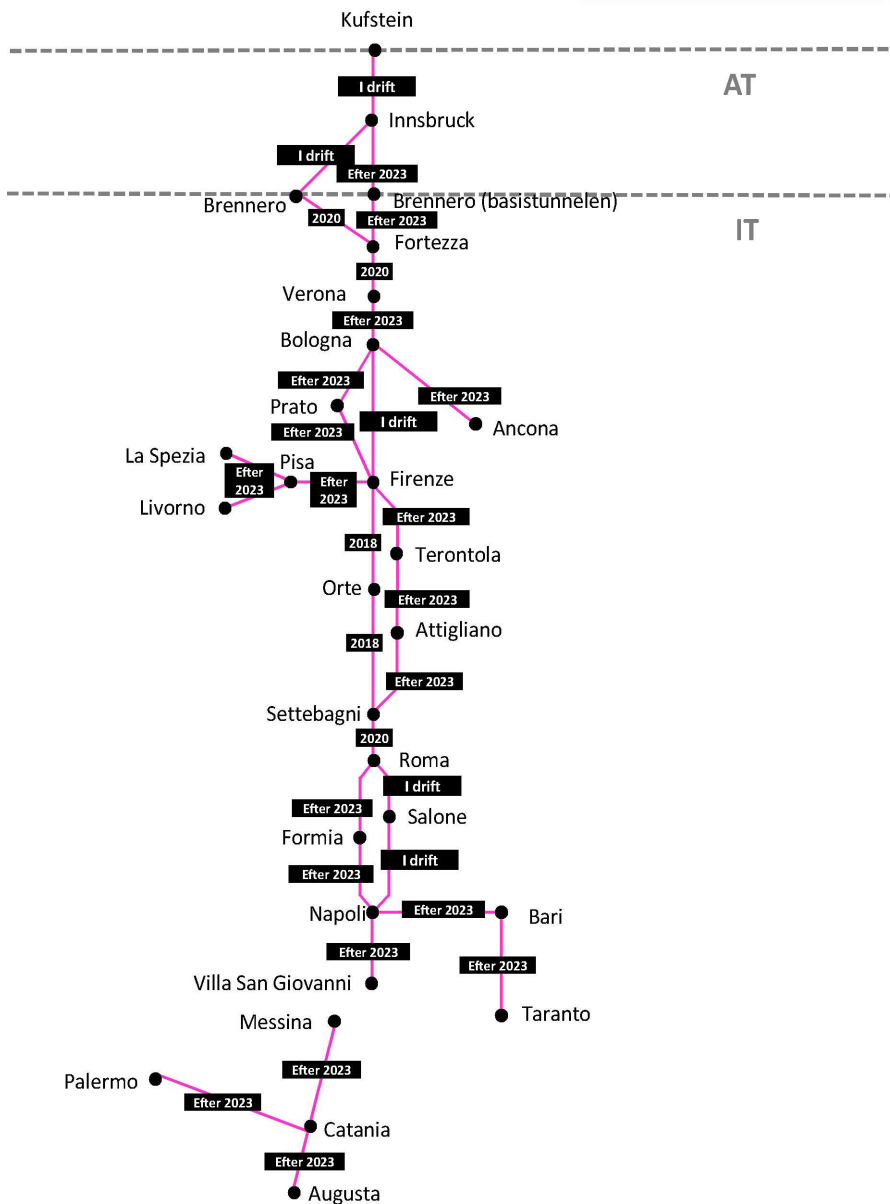 Kufstein
I drift
AT
Innsbruck
I drift
Efter 2023
Brennero
Brennero (basistunnelen)
2020
Efter 2023
IT
Fortezza
2020
Verona
Efter 2023
Bologna
Efter 2023
Efter 2023
Prato
I drift
Ancona
Efter 2023
La Spezia
Pisa
Efter
2023
Efter
2023
Firenze
Livorno
Efter 2023
2018
Terontola
Orte
Efter 2023
Attigliano
2018
Efter 2023
Settebagni
2020
Roma
I drift
Efter 2023
Salone
Formia
I drift
Efter 2023
Napoli
Efter 2023
Bari
Efter 2023
Efter 2023
Villa San Giovanni
Taranto
Messina
Efter 2023
Palermo
Efter 2023
Catania
Efter 2023
Augusta